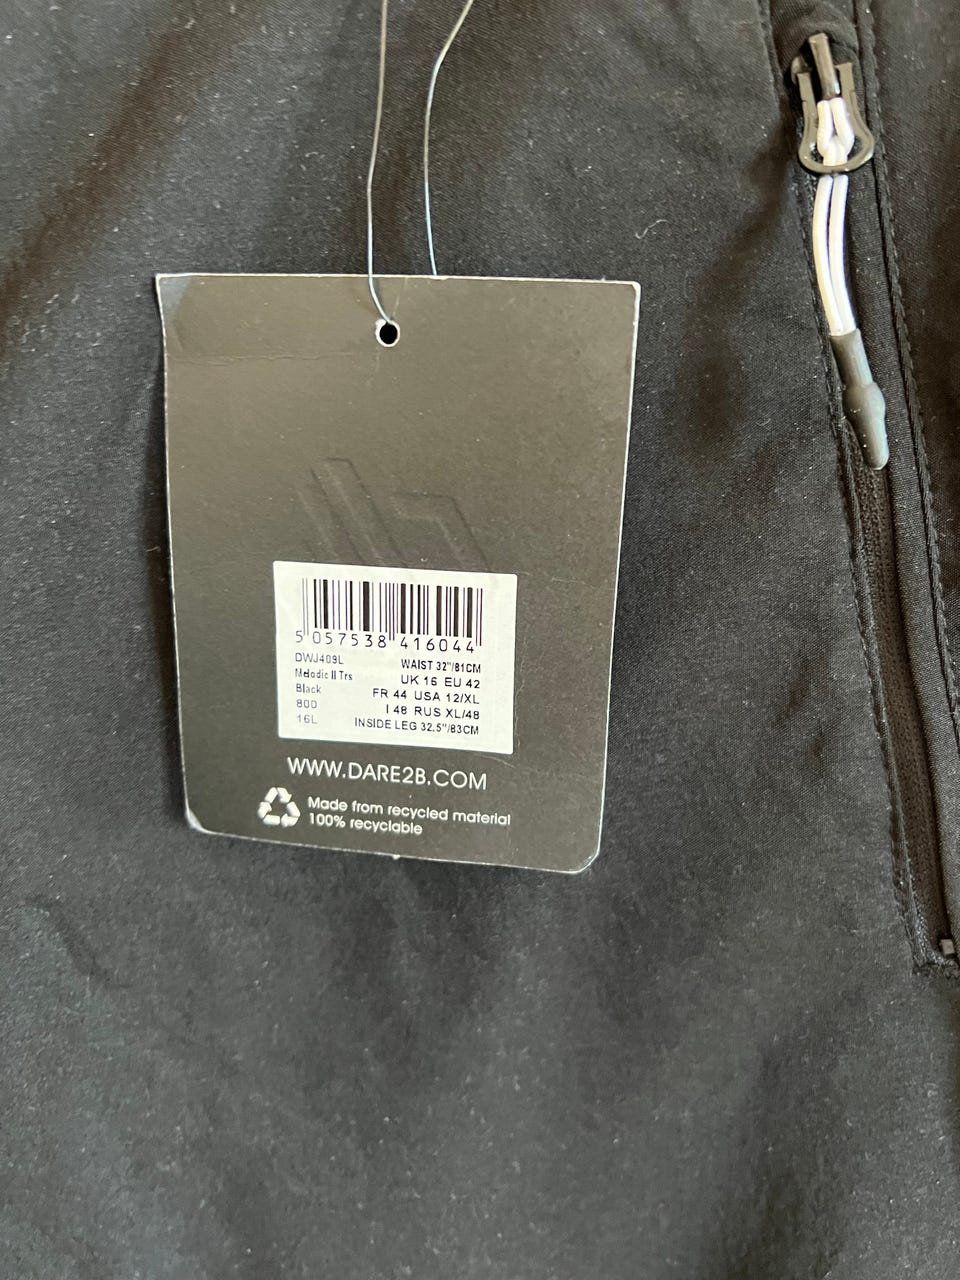 5 057538 416044
DWJ409L
Melodic II Trs
Black
800
16L
WAIST 32"/81CM
UK 16 EU 42
FR 44 USA 12/XL
I 48 RUS XL/48
INSIDE LEG 32.5"/83CM
WWW.DARE2B.COM
Made from recycled material
100% recyclable